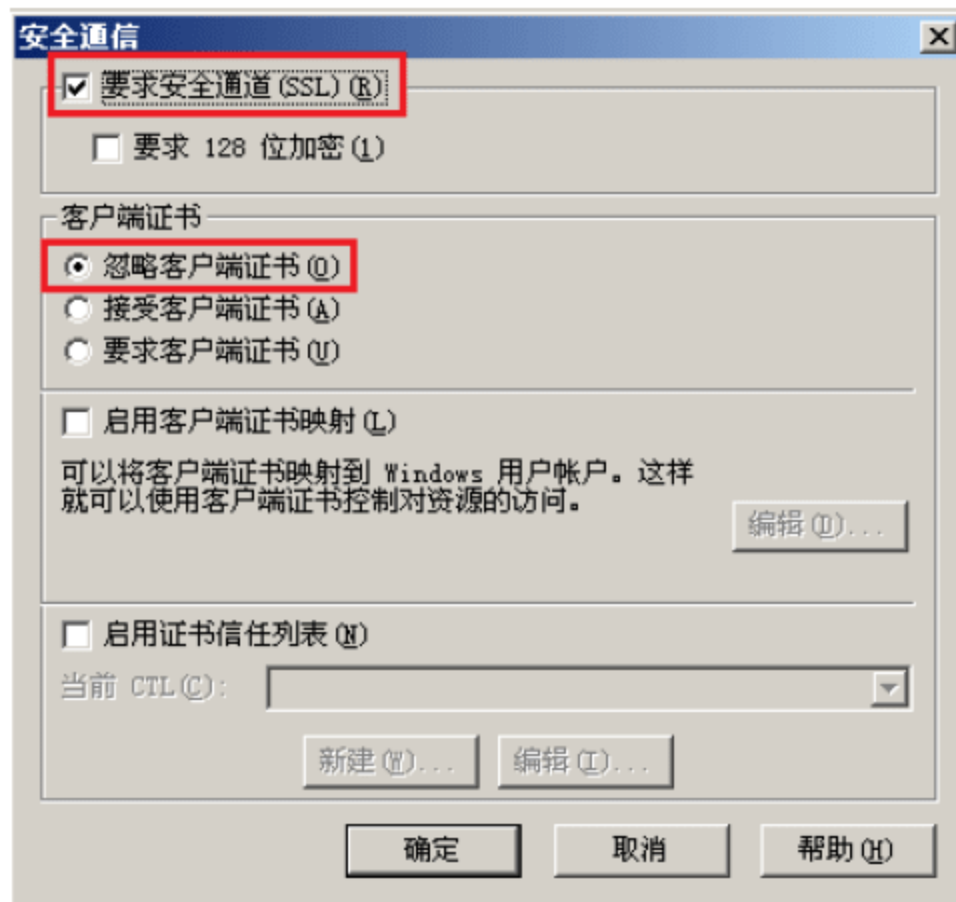 安全通信
要求安全通道(SSL)(R)
要求 128 位加密(1)
客户端证书
忽略客户端证书(O)
接受客户端证书(A)
要求客户端证书(U)
启用客户端证书映射(L)
可以将客户端证书映射到 Windows 用户帐户。这样
就可以使用客户端证书控制对资源的访问。
编辑(D)...
启用证书信任列表(N)
当前 CTL(C):
新建(W)... 编辑(I)...
确定 取消 帮助(H)